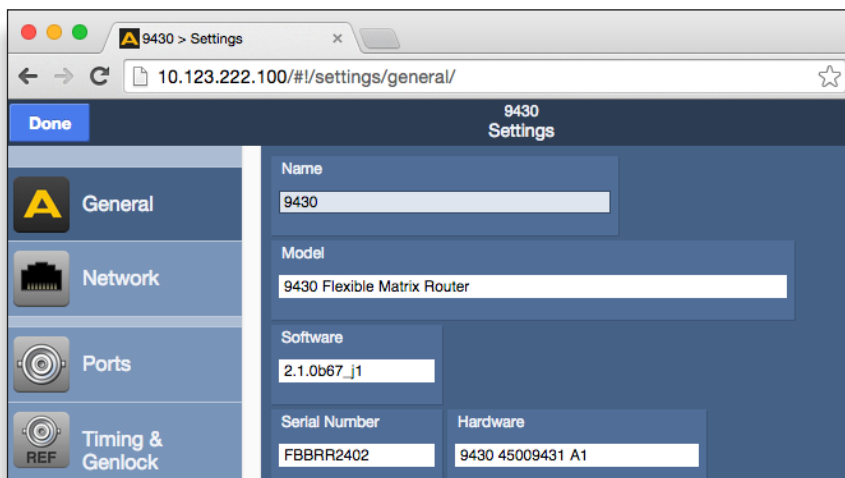 9430 > Settings
10.123.222.100/#!/settings/general/
Done
9430
Settings
General
Network
Ports
REF
Timing &
Genlock
Name
9430
Model
9430 Flexible Matrix Router
Software
2.1.0b67_j1
Serial Number
FBBRR2402
Hardware
9430 45009431 A1